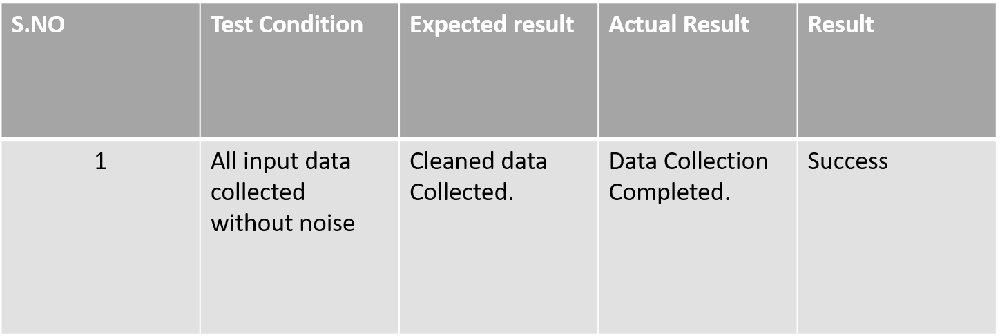 S.NO
Test Condition
Expected result
Actual Result
Result
1
All input data
collected
without noise
Cleaned data
Collected.
Data Collection
Completed.
Success